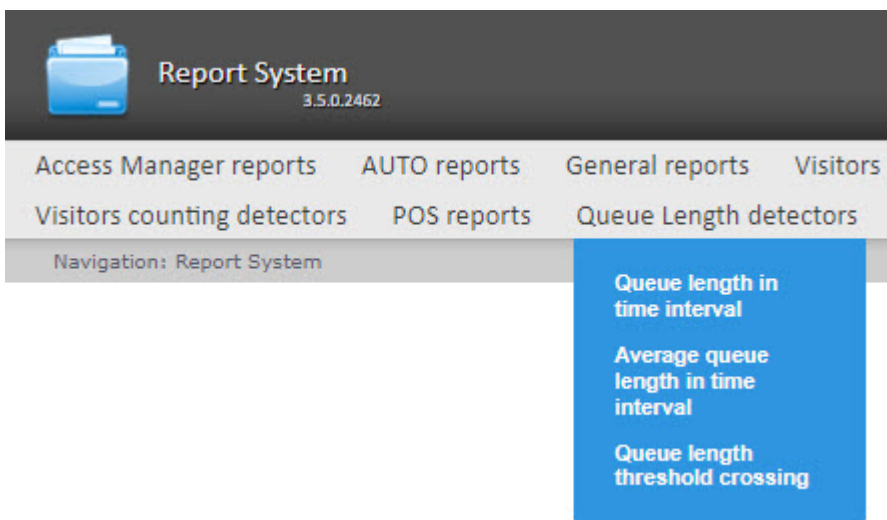 Report System
3.5.0.2462
Access Manager reports AUTO reports General reports Visitors
Visitors counting detectors POS reports Queue Length detectors
Navigation: Report System
Queue length in
time interval
Average queue
length in time
interval
Queue length
threshold crossing